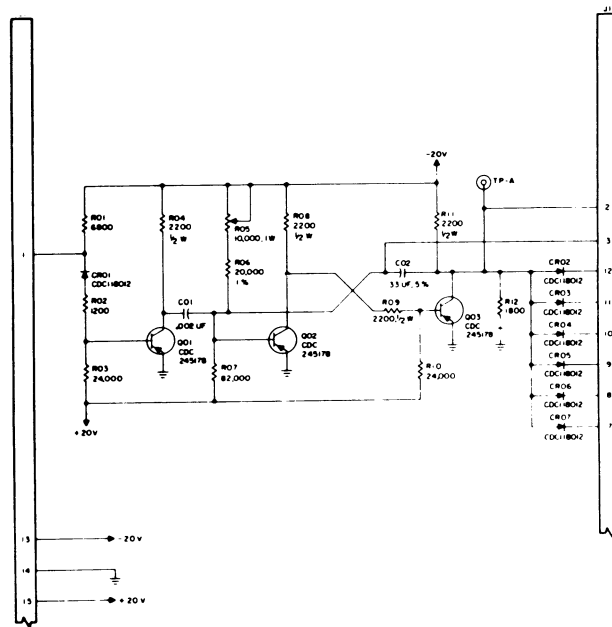 J1
-20V
TP-A
2
R01
6800
R04
2200
½ W
R05
10,000, 1W
R08
2200
½ W
R11
2200
½ W
3
1
CR01
CDC118012
R02
1200
R06
20,000
1 %
C02
.33 UF, 5 %
CR02
CDC118012
12
C01
.002 UF
CR03
CDC118012
11
R09
2200, ½ W
Q03
CDC
245178
R12
1800
CR04
CDC118012
10
Q01
CDC
245178
Q02
CDC
245178
R03
24,000
R07
82,000
R10
24,000
CR05
CDC118012
9
CR06
CDC118012
8
CR07
CDC118012
7
+20V
13
-20V
14
15
+20V